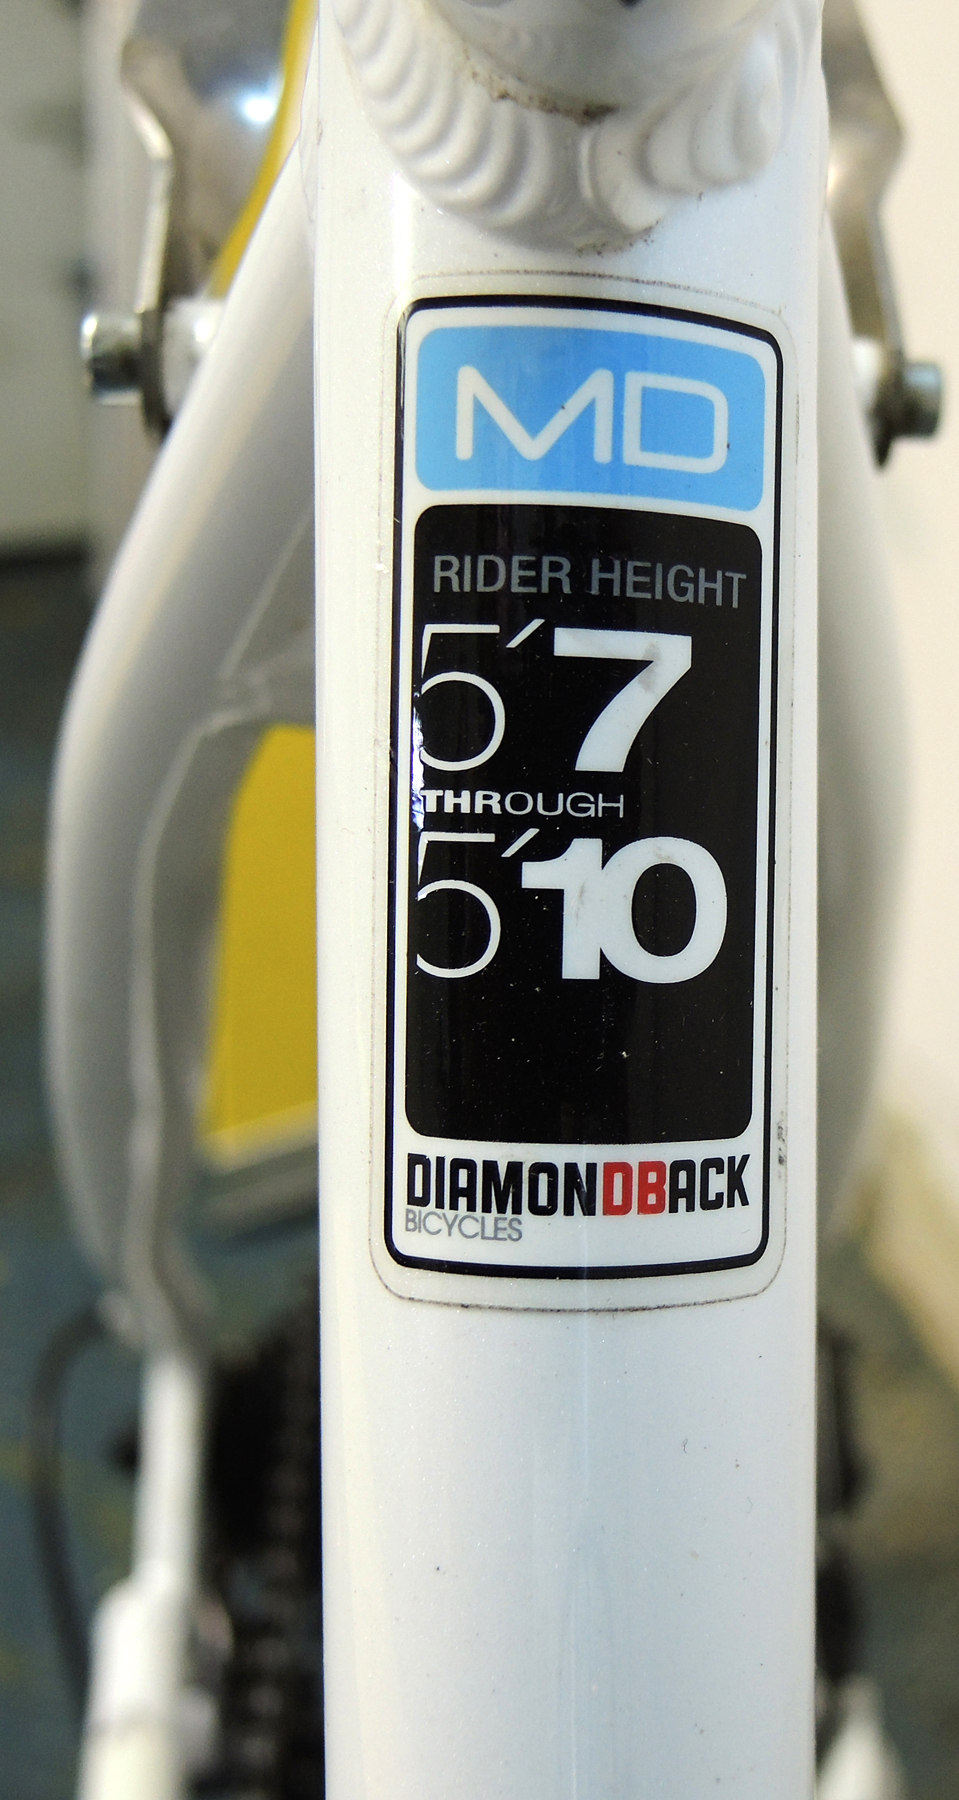 MD
RIDER HEIGHT
5'7
THROUGH
5'10
DIAMONDBACK
BICYCLES